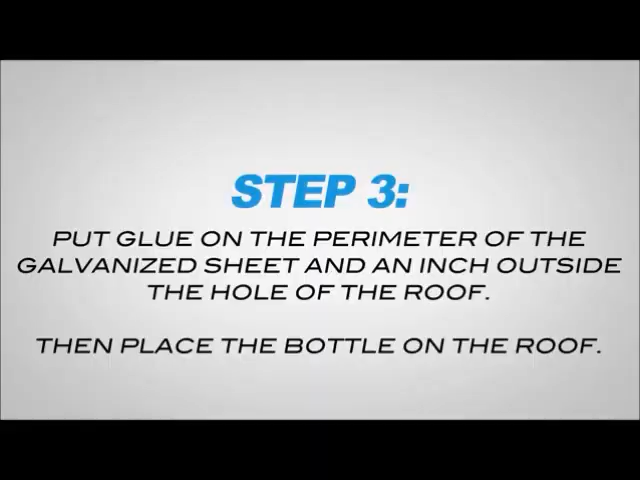 STEP 3:
PUT GLUE ON THE PERIMETER OF THE
GALVANIZED SHEET AND AN INCH OUTSIDE
THE HOLE OF THE ROOF.
THEN PLACE THE BOTTLE ON THE ROOF.